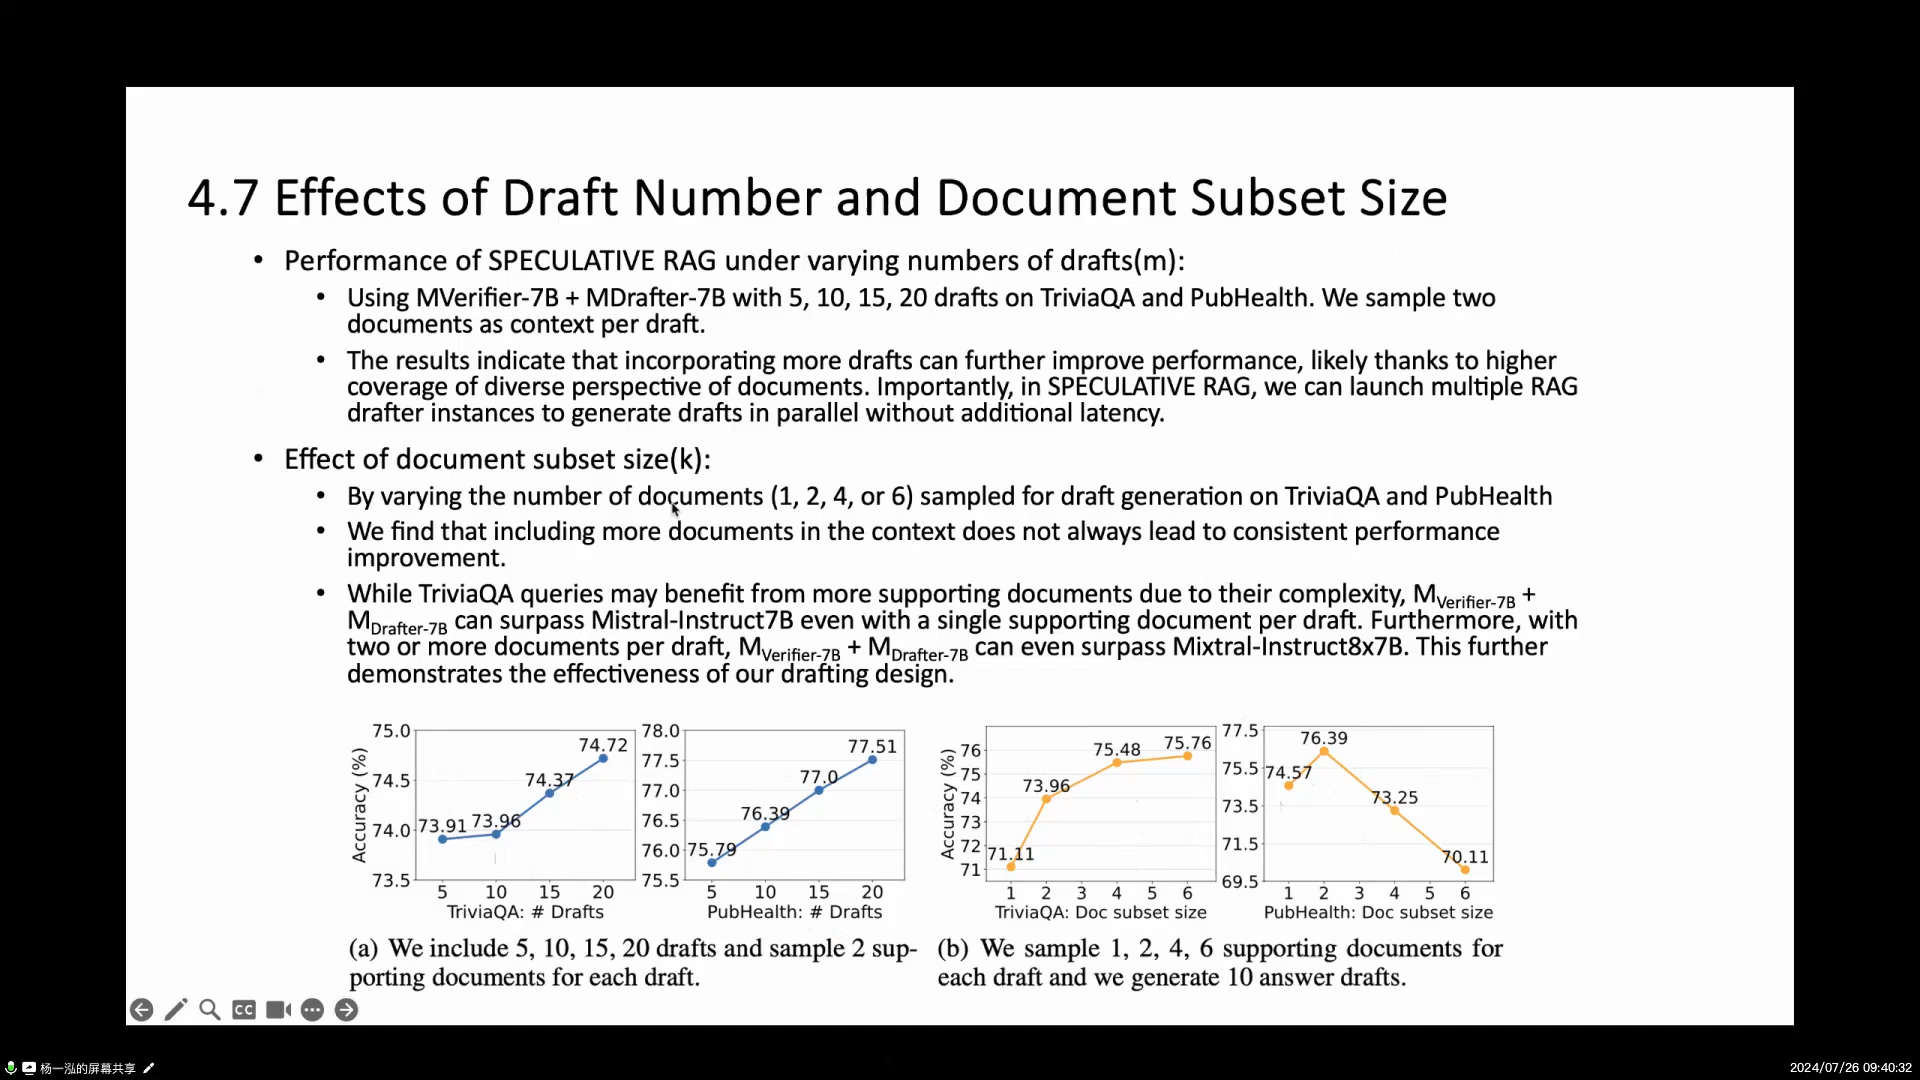 4.7 Effects of Draft Number and Document Subset Size
• Performance of SPECULATIVE RAG under varying numbers of drafts(m):
• Using MVerifier-7B + MDrafter-7B with 5, 10, 15, 20 drafts on TriviaQA and PubHealth. We sample two
documents as context per draft.
• The results indicate that incorporating more drafts can further improve performance, likely thanks to higher
coverage of diverse perspective of documents. Importantly, in SPECULATIVE RAG, we can launch multiple RAG
drafter instances to generate drafts in parallel without additional latency.
• Effect of document subset size(k):
• By varying the number of documents (1, 2, 4, or 6) sampled for draft generation on TriviaQA and PubHealth
• We find that including more documents in the context does not always lead to consistent performance
improvement.
• While TriviaQA queries may benefit from more supporting documents due to their complexity, MVerifier-7B +
MDrafter-7B can surpass Mistral-Instruct7B even with a single supporting document per draft. Furthermore, with
two or more documents per draft, MVerifier-7B + MDrafter-7B can even surpass Mixtral-Instruct8x7B. This further
demonstrates the effectiveness of our drafting design.
Accuracy (%)
75.0
74.5
74.0
73.5
73.91
73.96
74.37
74.72
5 10 15 20
TriviaQA: # Drafts
78.0
77.5
77.0
76.5
76.0
75.5
75.79
76.39
77.0
77.51
5 10 15 20
PubHealth: # Drafts
(a) We include 5, 10, 15, 20 drafts and sample 2 sup-
porting documents for each draft.
Accuracy (%)
76
75
74
73
72
71
71.11
73.96
75.48
75.76
1 2 3 4 5 6
TriviaQA: Doc subset size
77.5
75.5
73.5
71.5
69.5
74.57
76.39
73.25
70.11
1 2 3 4 5 6
PubHealth: Doc subset size
(b) We sample 1, 2, 4, 6 supporting documents for
each draft and we generate 10 answer drafts.
CC
杨一泓的屏幕共享
2024/07/26 09:40:32